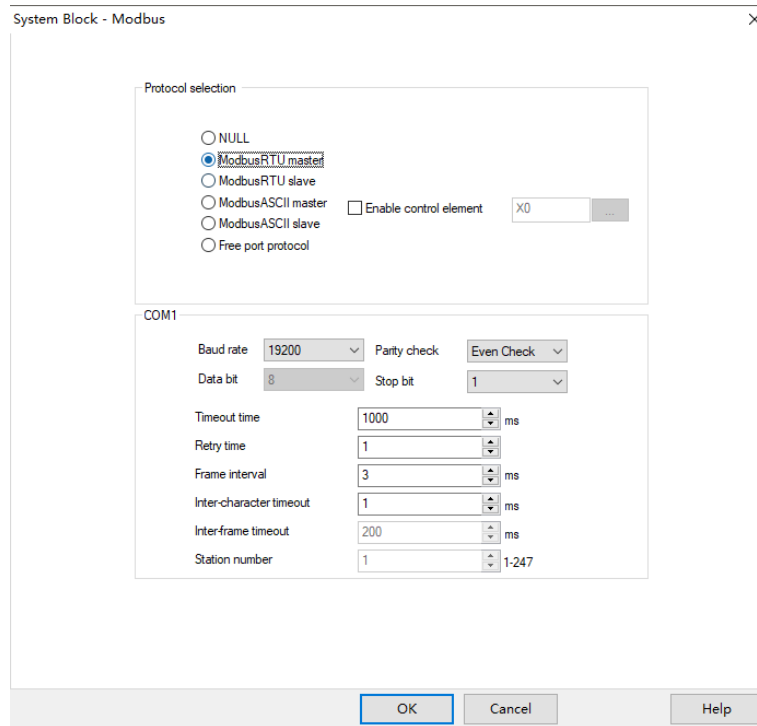 System Block - Modbus
Protocol selection
NULL
ModbusRTU master
ModbusRTU slave
ModbusASCII master
ModbusASCII slave
Free port protocol
Enable control element X0 ...
COM1
Baud rate 19200 Parity check Even Check
Data bit 8 Stop bit 1
Timeout time 1000 ms
Retry time 1
Frame interval 3 ms
Inter-character timeout 1 ms
Inter-frame timeout 200 ms
Station number 1 1-247
OK Cancel Help